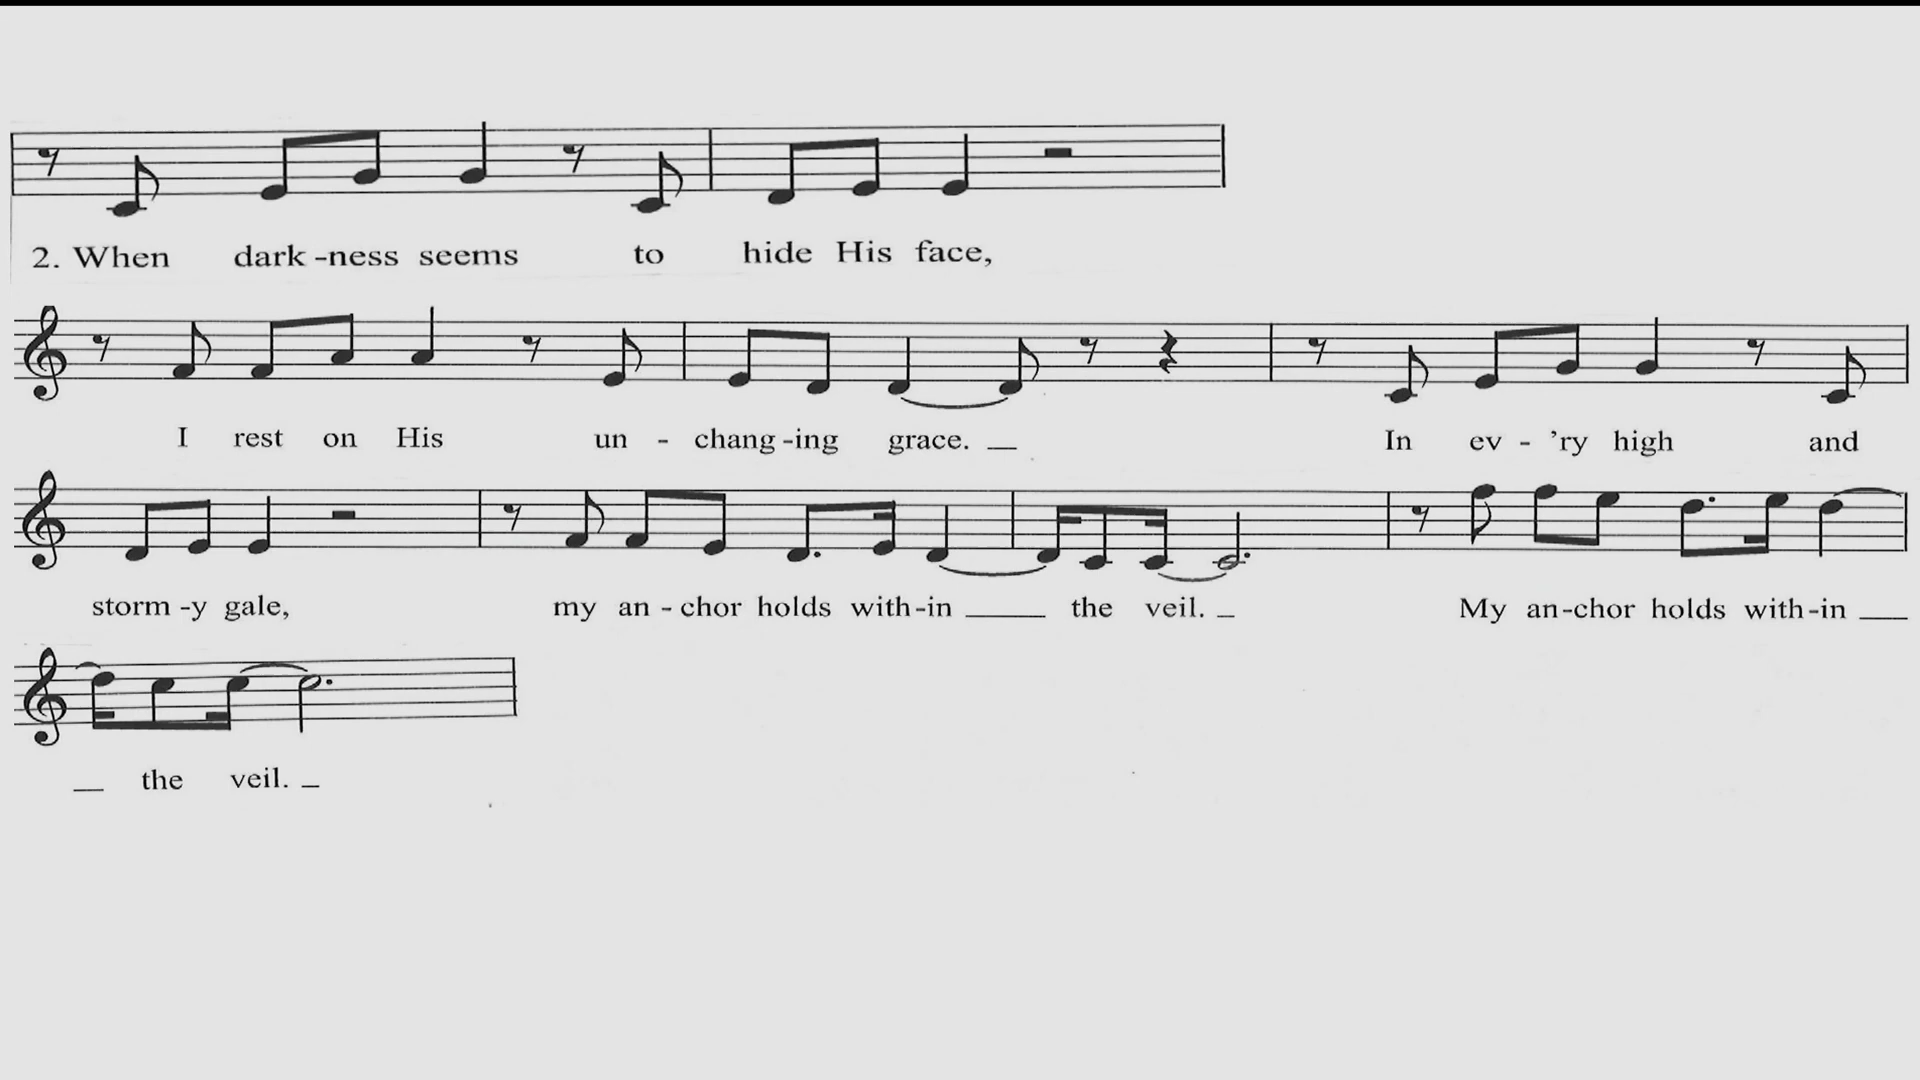 2. When dark -ness seems to hide His face,
I rest on His un - chang -ing grace. __ In ev - ’ry high and
storm -y gale, my an - chor holds with -in ____ the veil. _ My an -chor holds with -in ___
__ the veil. _